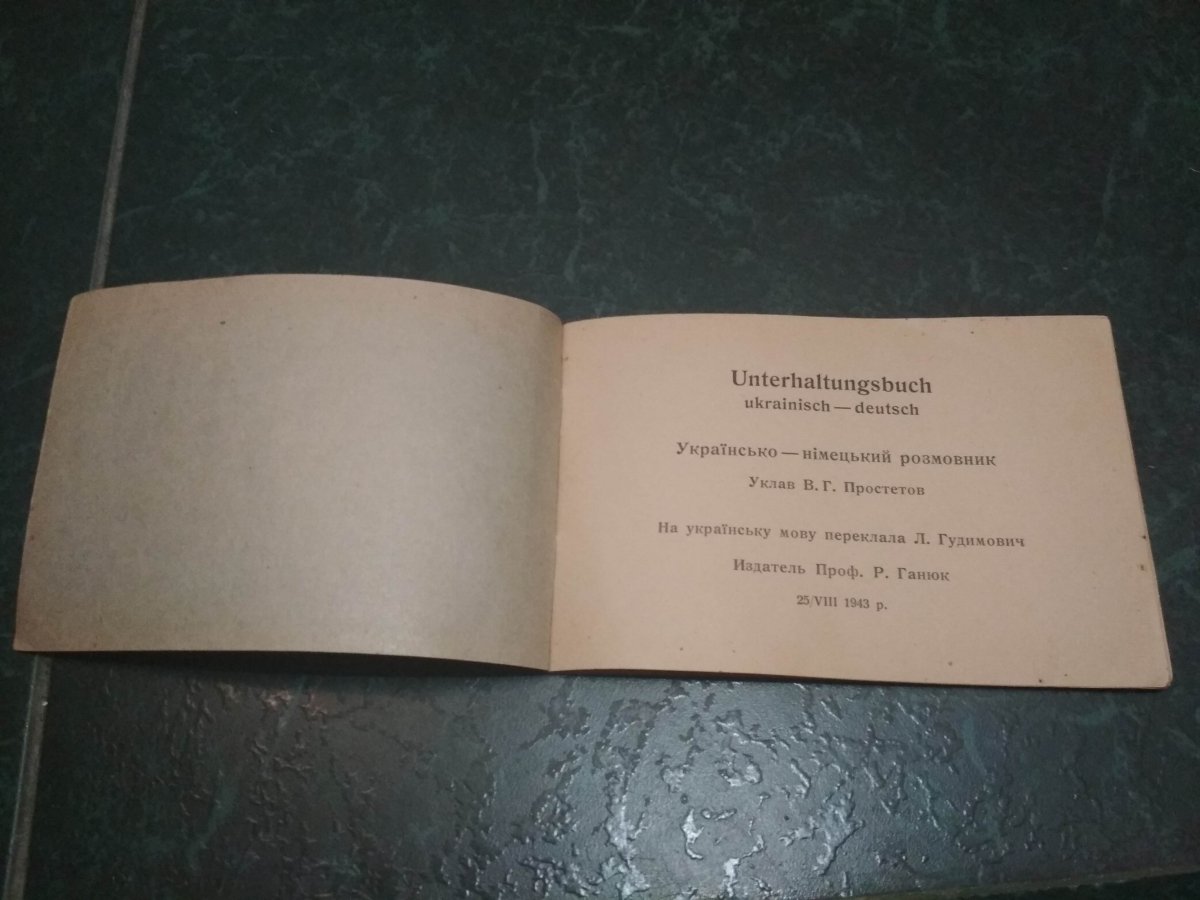 Unterhaltungsbuch
ukrainisch — deutsch
Українсько — німецький розмовник
Уклав В. Г. Простетов
На українську мову переклала Л. Гудимович
Издатель Проф. Р. Ганюк
25/VIII 1943 р.